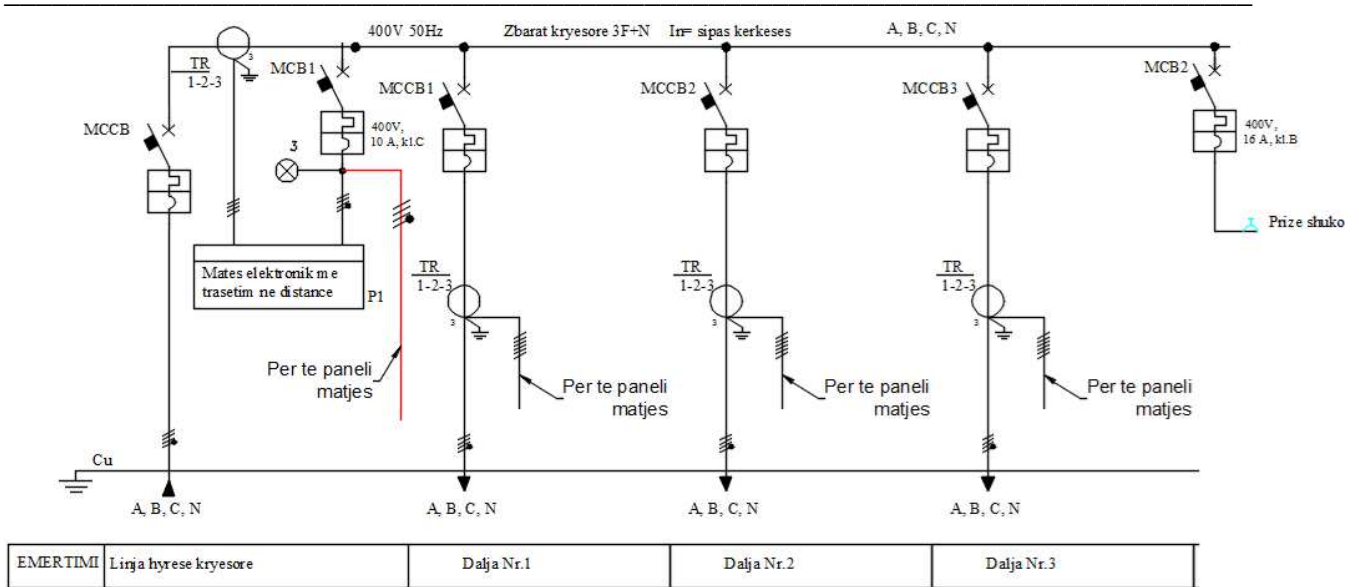 400V 50Hz
Zbarat kryesore 3F+N
In= sipas kerkeses
A, B, C, N
3
TR
1-2-3
MCB1
MCCB1
MCCB2
MCCB3
MCB2
MCCB
400V,
10 A, kl.C
400V,
16 A, kl.B
3
Prize shuko
Mates elektronik me
trasetim ne distance
P1
TR
1-2-3
3
TR
1-2-3
3
TR
1-2-3
3
Per te paneli
matjes
Per te paneli
matjes
Per te paneli
matjes
Per te paneli
matjes
Cu
A, B, C, N
A, B, C, N
A, B, C, N
A, B, C, N
EMERTIMI
Linja hyrese kryesore
Dalja Nr.1
Dalja Nr.2
Dalja Nr.3